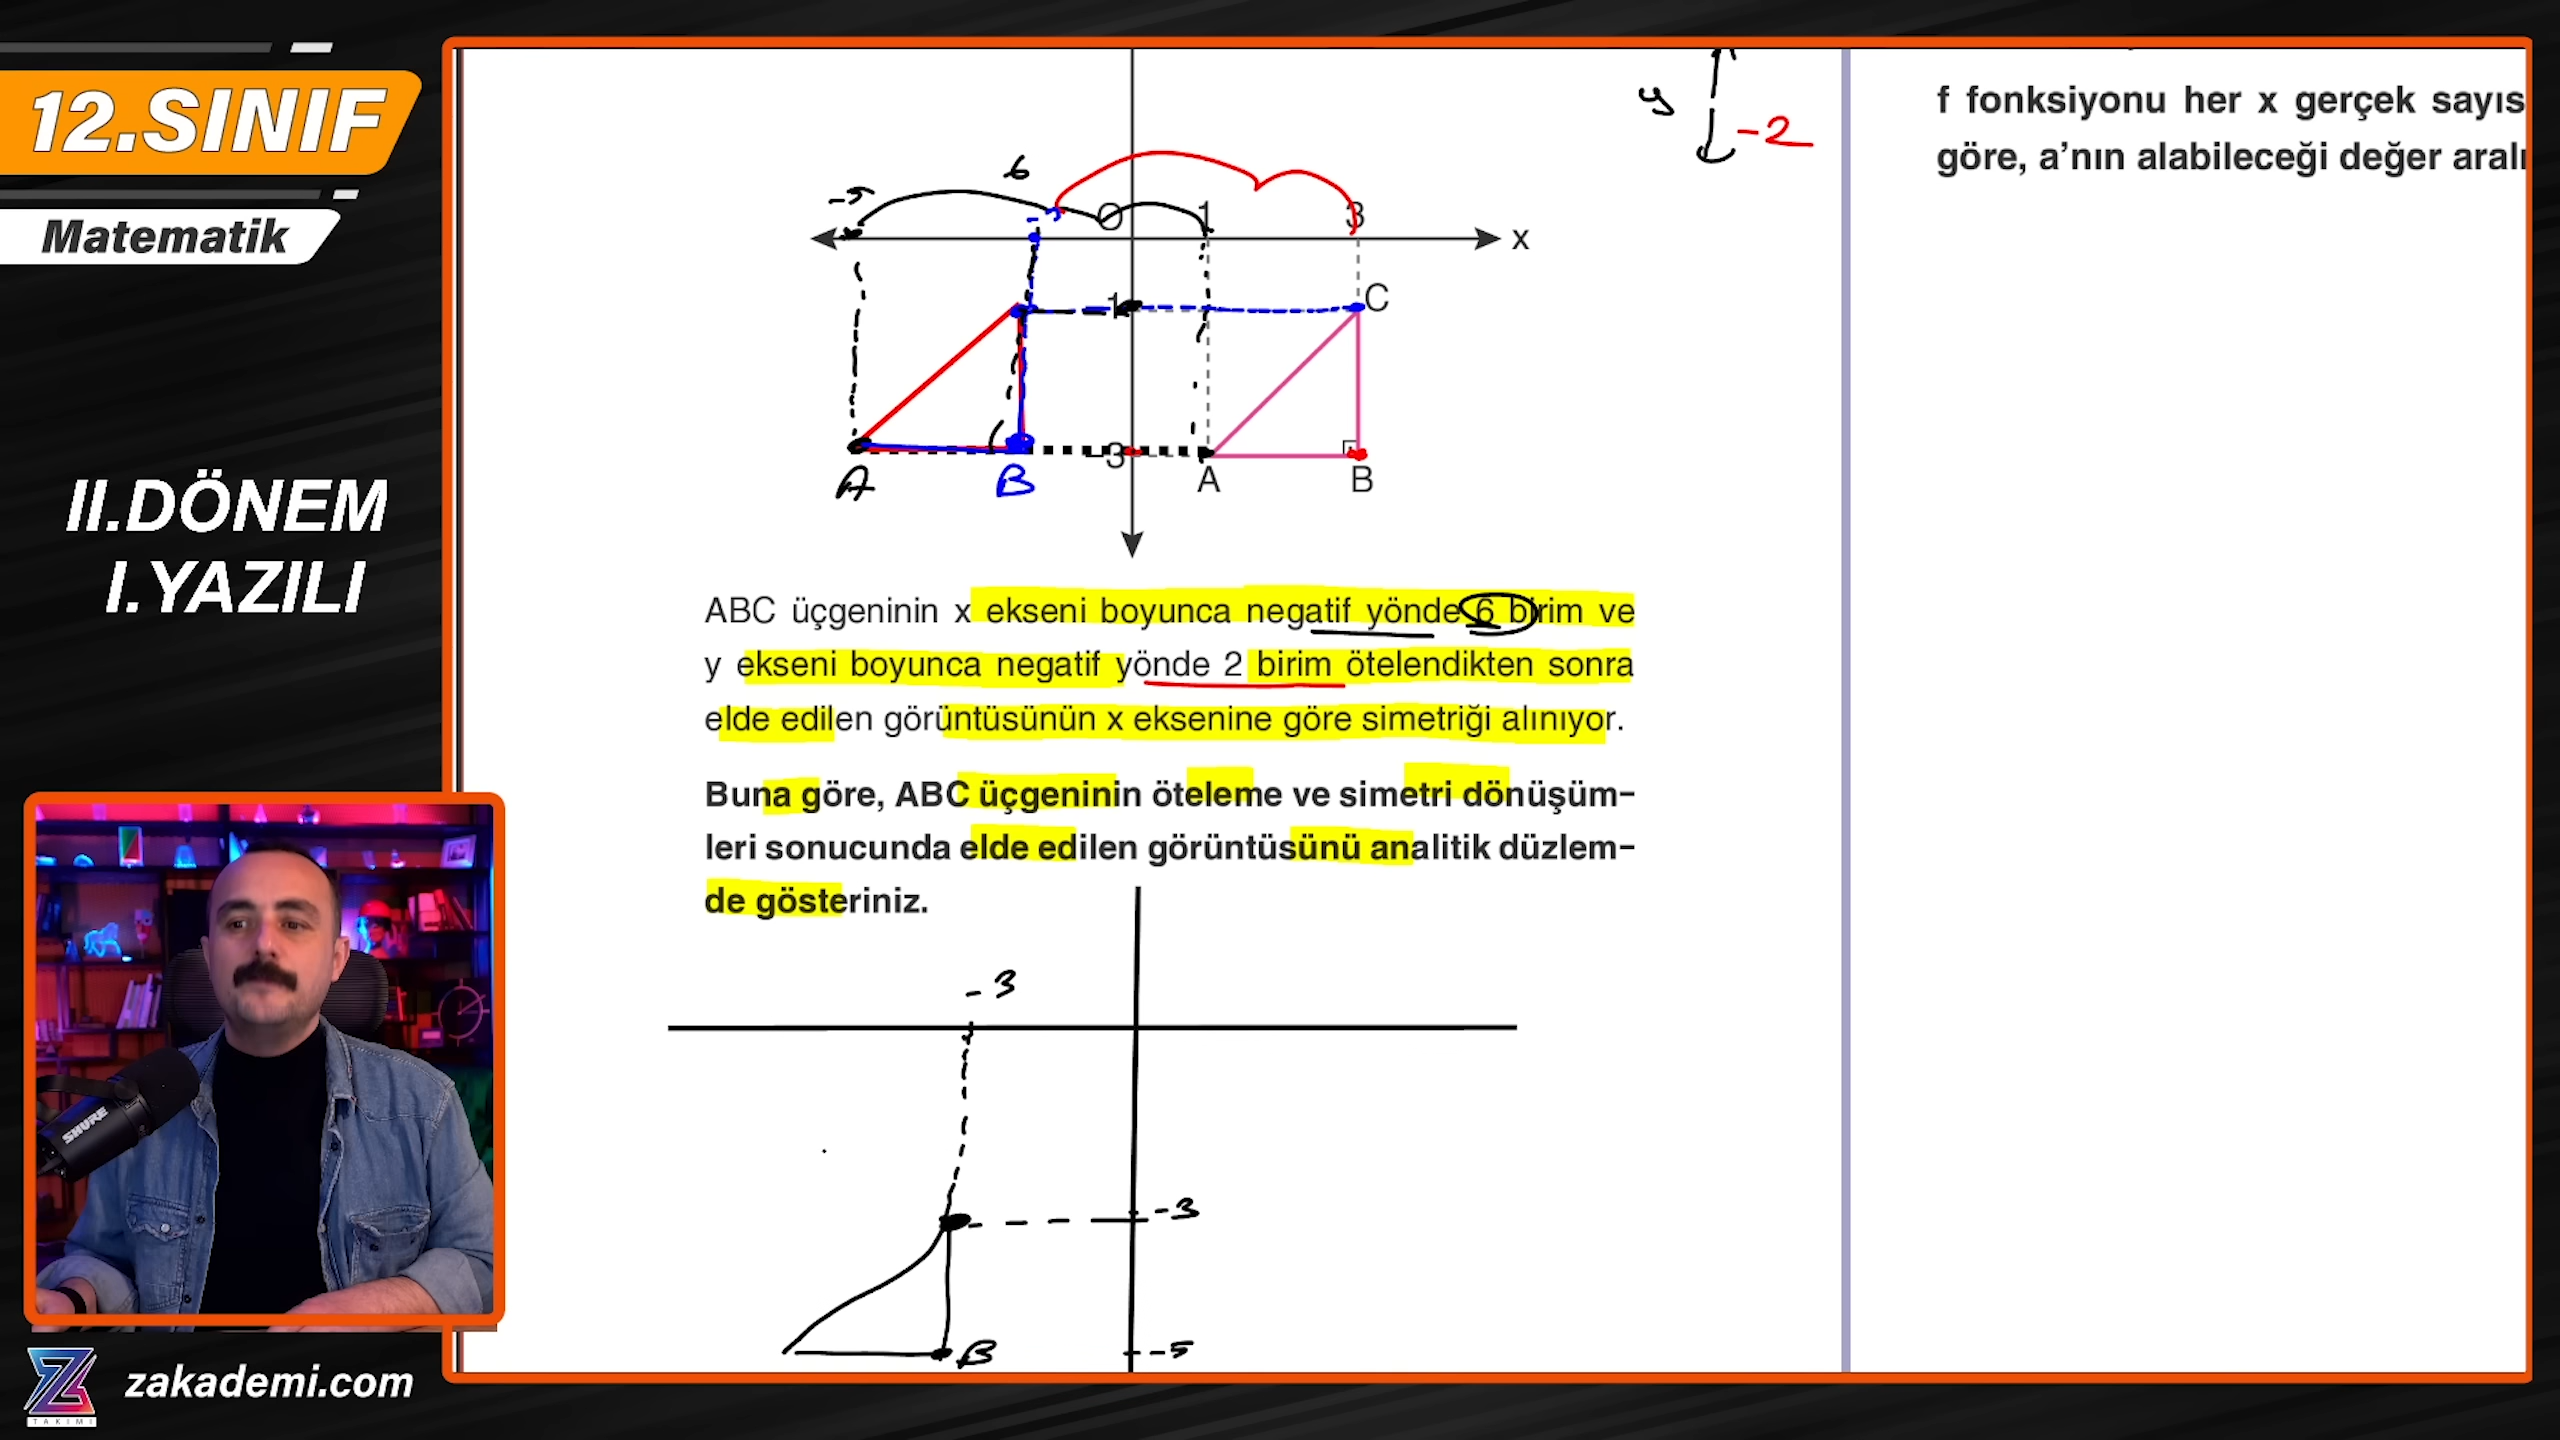 12.SINIF
Matematik
II.DÖNEM
I.YAZILI
SHURE
zakademi.com
TAKIMI
y
-2
6
-5
O
1
3
x
C
-3
A
B
A
B
ABC üçgeninin x ekseni boyunca negatif yönde 6 birim ve
y ekseni boyunca negatif yönde 2 birim ötelendikten sonra
elde edilen görüntüsünün x eksenine göre simetriği alınıyor.
Buna göre, ABC üçgeninin öteleme ve simetri dönüşüm-
leri sonucunda elde edilen görüntüsünü analitik düzlem-
de gösteriniz.
-3
-3
B
-5
f fonksiyonu her x gerçek sayıs
göre, a'nın alabileceği değer aralı